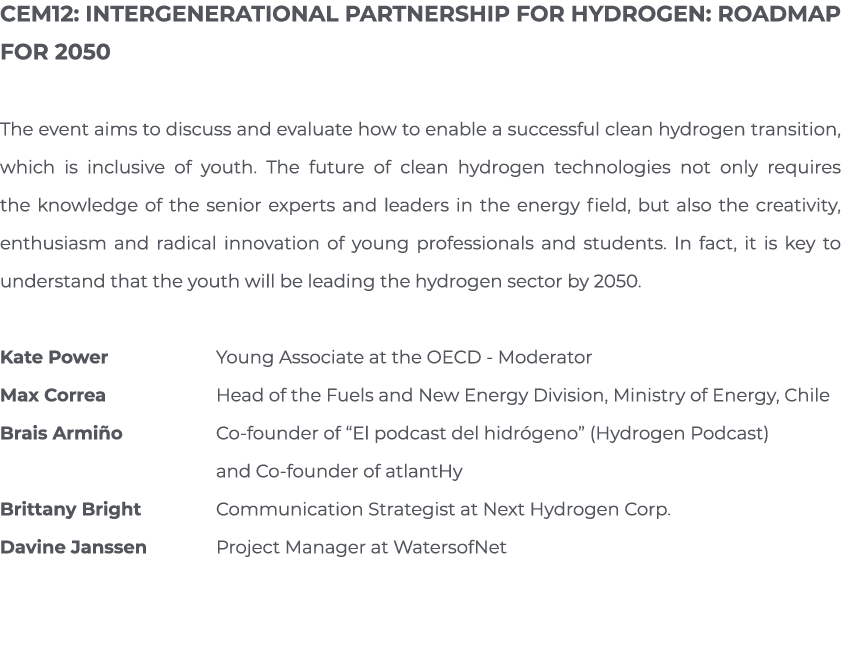 CEM12: INTERGENERATIONAL PARTNERSHIP FOR HYDROGEN: ROADMAP
FOR 2050
The event aims to discuss and evaluate how to enable a successful clean hydrogen transition,
which is inclusive of youth. The future of clean hydrogen technologies not only requires
the knowledge of the senior experts and leaders in the energy field, but also the creativity,
enthusiasm and radical innovation of young professionals and students. In fact, it is key to
understand that the youth will be leading the hydrogen sector by 2050.
Kate Power Young Associate at the OECD - Moderator
Max Correa Head of the Fuels and New Energy Division, Ministry of Energy, Chile
Brais Armiño Co-founder of “El podcast del hidrógeno” (Hydrogen Podcast)
and Co-founder of atlantHy
Brittany Bright Communication Strategist at Next Hydrogen Corp.
Davine Janssen Project Manager at WatersofNet